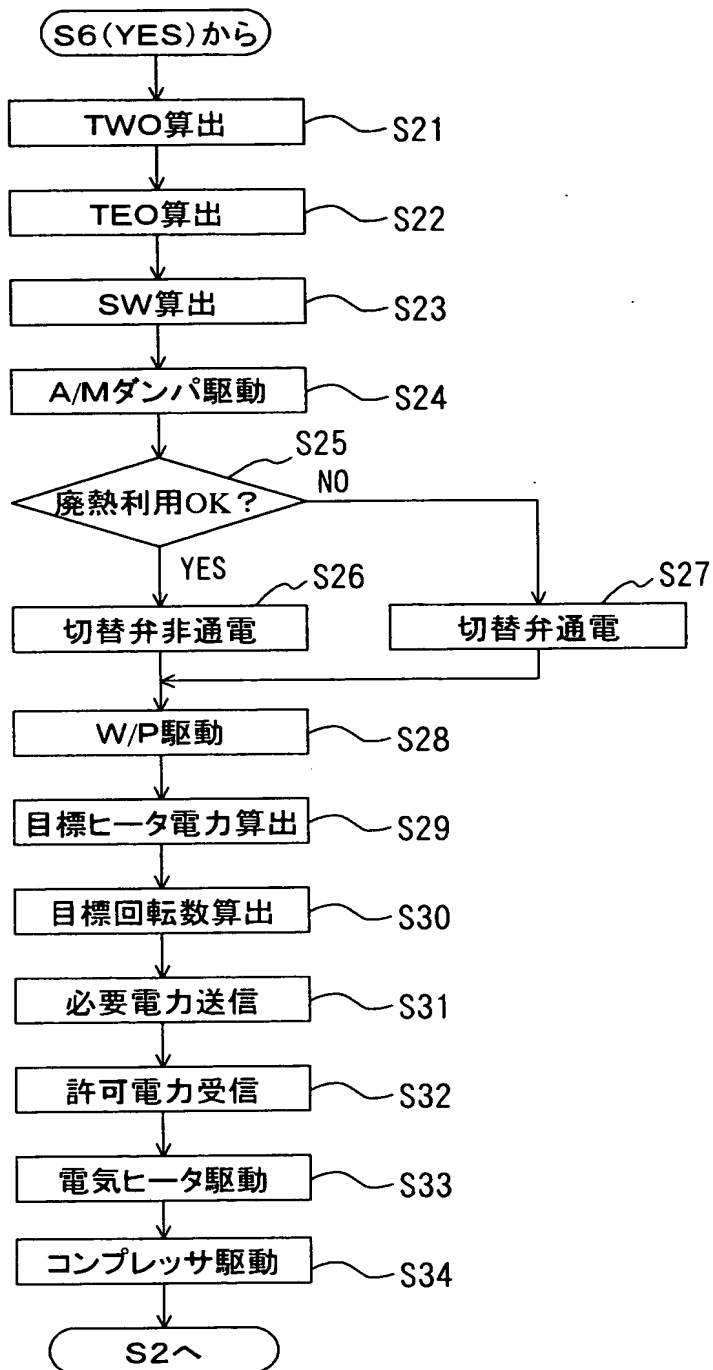 S6(YES)から
TWO算出
S21
TEO算出
S22
SW算出
S23
A/Mダンパ駆動
S24
S25
廃熱利用OK?
NO
YES
S26
S27
切替弁非通電
切替弁通電
W/P駆動
S28
目標ヒータ電力算出
S29
目標回転数算出
S30
必要電力送信
S31
許可電力受信
S32
電気ヒータ駆動
S33
コンプレッサ駆動
S34
S2へ